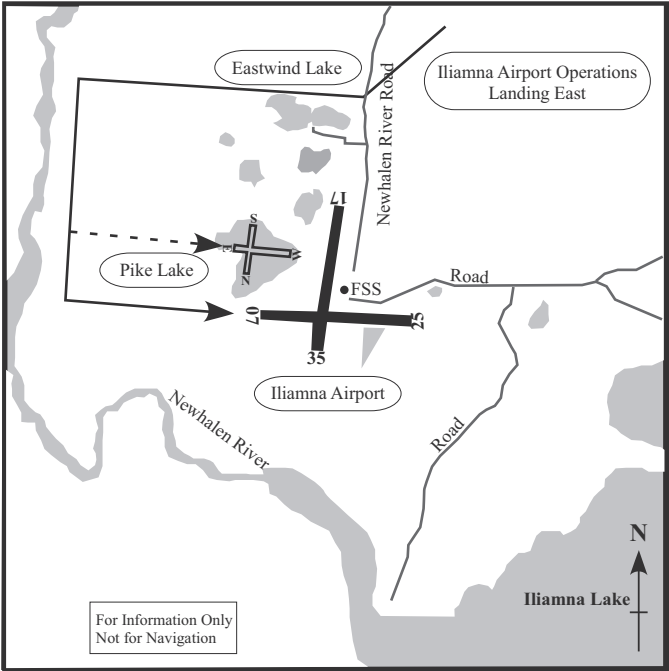 Eastwind Lake
Iliamna Airport Operations
Landing East
Newhalen River Road
17
S
E
W
N
Pike Lake
FSS
Road
07
25
35
Iliamna Airport
Newhalen River
Road
N
Iliamna Lake
For Information Only
Not for Navigation